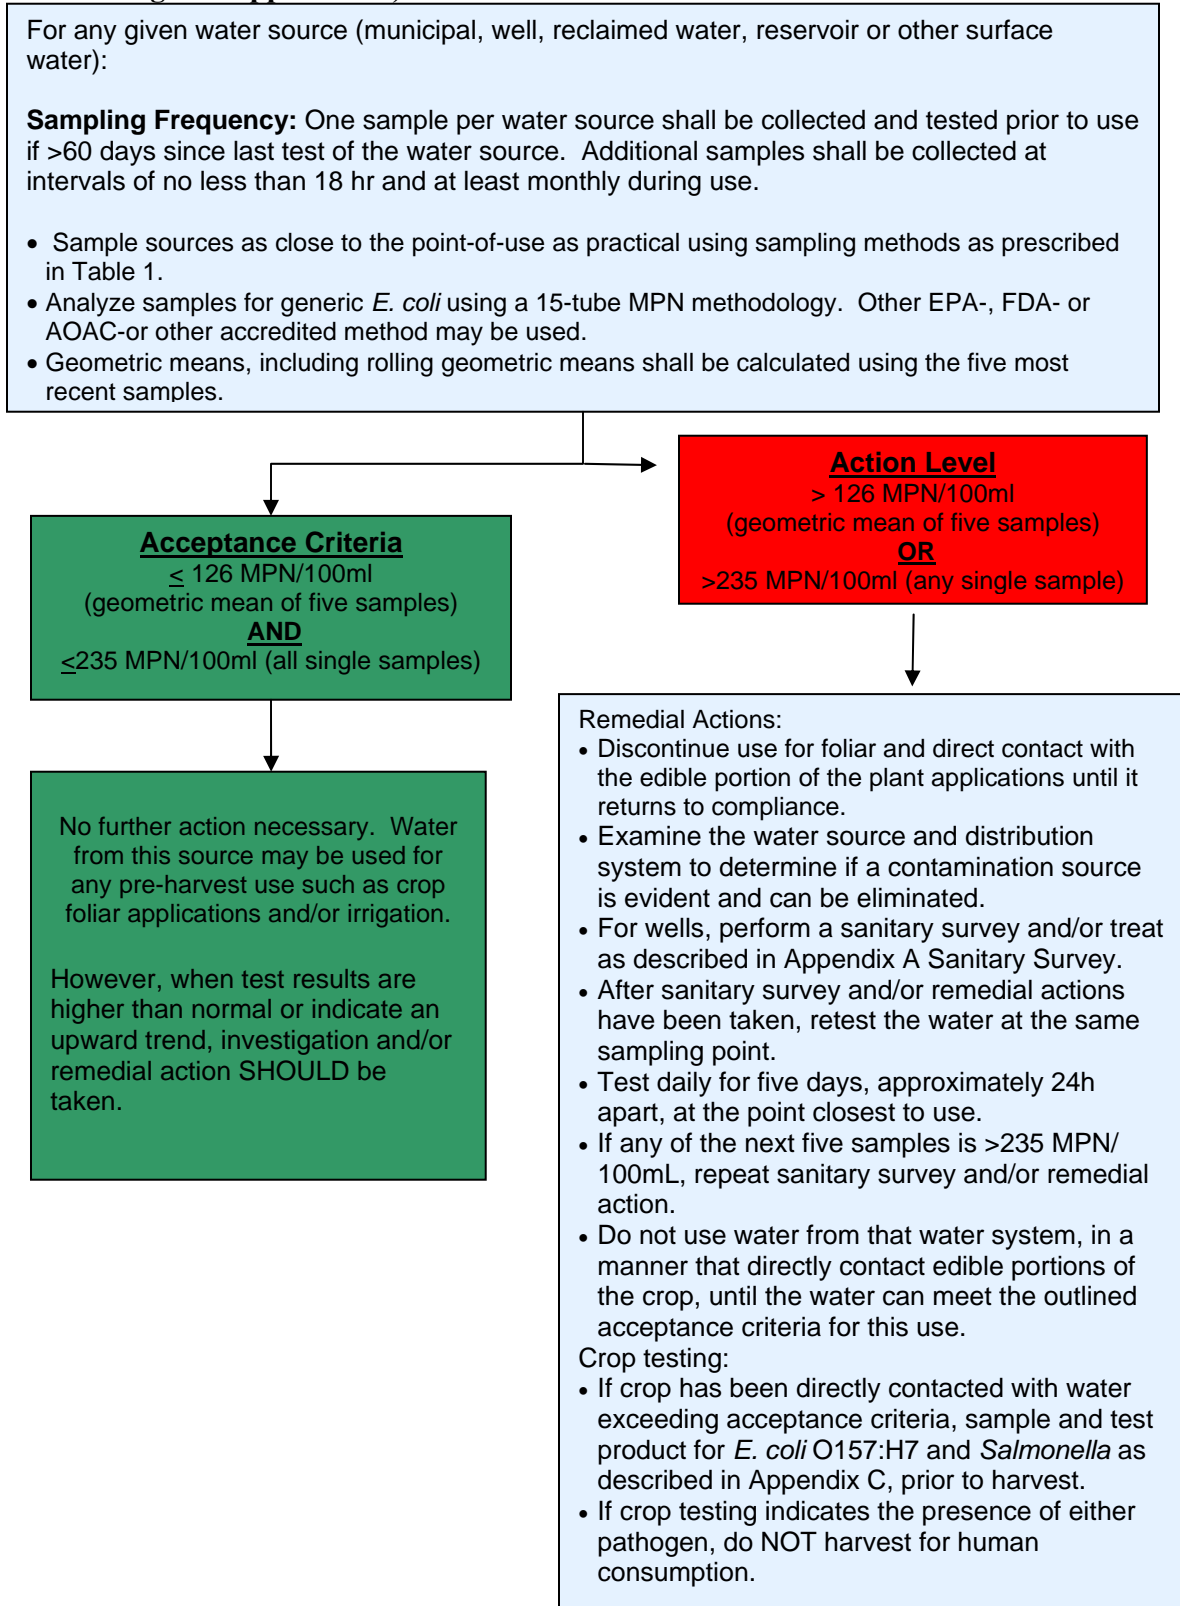 For any given water source (municipal, well, reclaimed water, reservoir or other surface
water):
Sampling Frequency: One sample per water source shall be collected and tested prior to use
if >60 days since last test of the water source. Additional samples shall be collected at
intervals of no less than 18 hr and at least monthly during use.
• Sample sources as close to the point-of-use as practical using sampling methods as prescribed
in Table 1.
• Analyze samples for generic E. coli using a 15-tube MPN methodology. Other EPA-, FDA- or
AOAC-or other accredited method may be used.
• Geometric means, including rolling geometric means shall be calculated using the five most
recent samples.
Acceptance Criteria
≤ 126 MPN/100ml
(geometric mean of five samples)
AND
≤235 MPN/100ml (all single samples)
No further action necessary. Water
from this source may be used for
any pre-harvest use such as crop
foliar applications and/or irrigation.
However, when test results are
higher than normal or indicate an
upward trend, investigation and/or
remedial action SHOULD be
taken.
Action Level
> 126 MPN/100ml
(geometric mean of five samples)
OR
>235 MPN/100ml (any single sample)
Remedial Actions:
• Discontinue use for foliar and direct contact with
the edible portion of the plant applications until it
returns to compliance.
• Examine the water source and distribution
system to determine if a contamination source
is evident and can be eliminated.
• For wells, perform a sanitary survey and/or treat
as described in Appendix A Sanitary Survey.
• After sanitary survey and/or remedial actions
have been taken, retest the water at the same
sampling point.
• Test daily for five days, approximately 24h
apart, at the point closest to use.
• If any of the next five samples is >235 MPN/
100mL, repeat sanitary survey and/or remedial
action.
• Do not use water from that water system, in a
manner that directly contact edible portions of
the crop, until the water can meet the outlined
acceptance criteria for this use.
Crop testing:
• If crop has been directly contacted with water
exceeding acceptance criteria, sample and test
product for E. coli O157:H7 and Salmonella as
described in Appendix C, prior to harvest.
• If crop testing indicates the presence of either
pathogen, do NOT harvest for human
consumption.